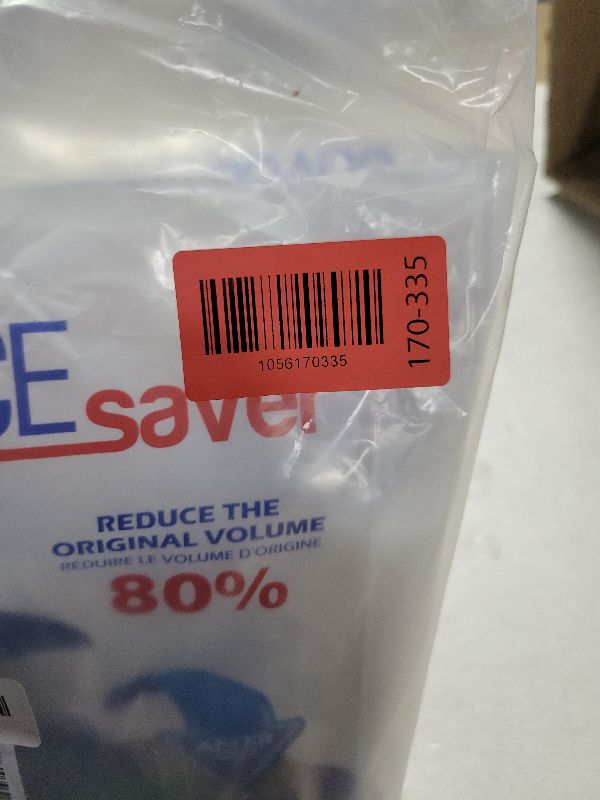 1056170335
170-335
CE saver
REDUCE THE
ORIGINAL VOLUME
RÉDUIRE LE VOLUME D'ORIGINE
80%